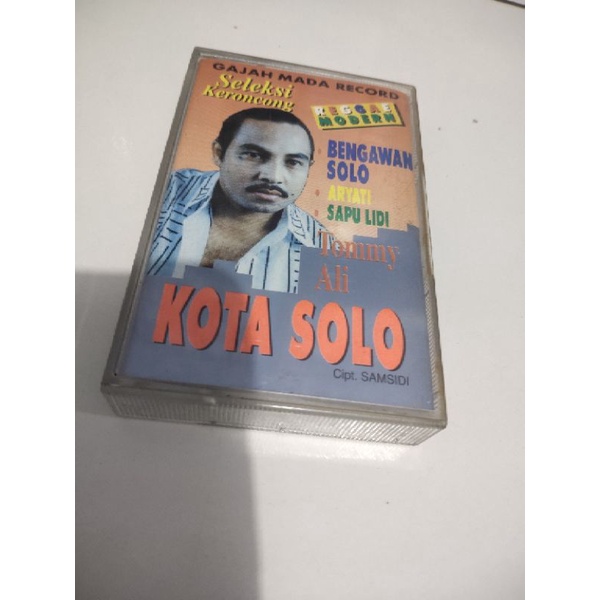 GAJAH MADA RECORD
Seleksi
Keroncong
REGGAE
MODERN
BENGAWAN
SOLO
ARYATI
SAPU LIDI
Tommy
Ali
KOTA SOLO
Cipt. SAMSIDI